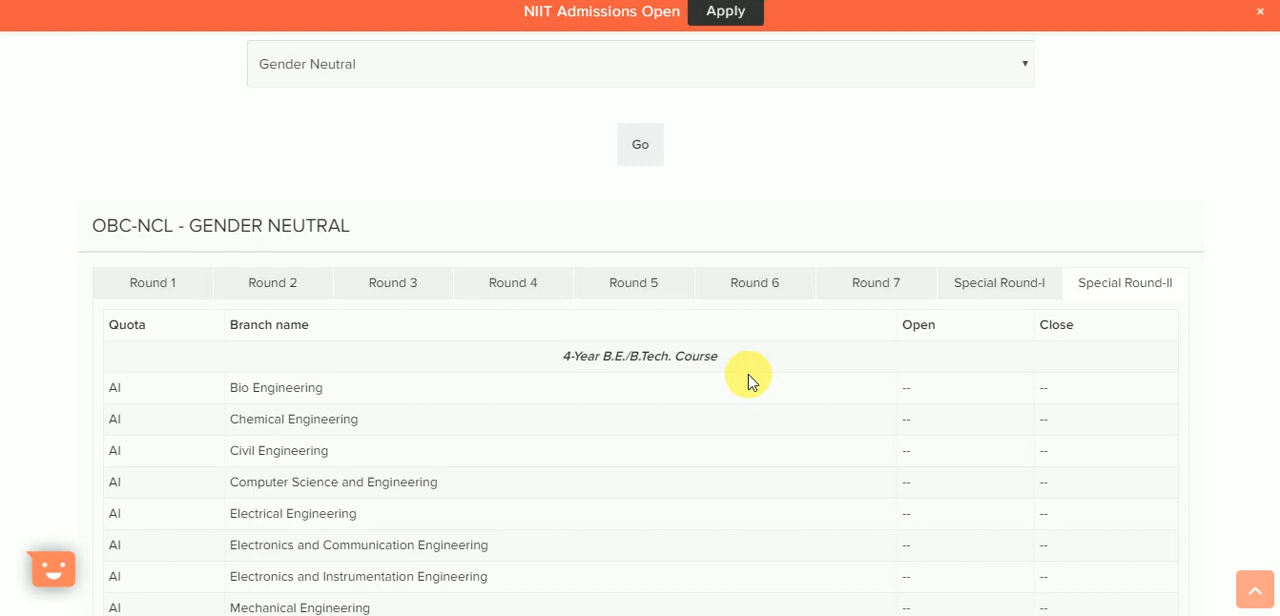 NIIT Admissions Open Apply ×
Gender Neutral
Go
OBC-NCL - GENDER NEUTRAL
Round 1 Round 2 Round 3 Round 4 Round 5 Round 6 Round 7 Special Round-I Special Round-II
Quota Branch name Open Close
4-Year B.E./B.Tech. Course
AI Bio Engineering -- --
AI Chemical Engineering -- --
AI Civil Engineering -- --
AI Computer Science and Engineering -- --
AI Electrical Engineering -- --
AI Electronics and Communication Engineering -- --
AI Electronics and Instrumentation Engineering -- --
AI Mechanical Engineering -- --